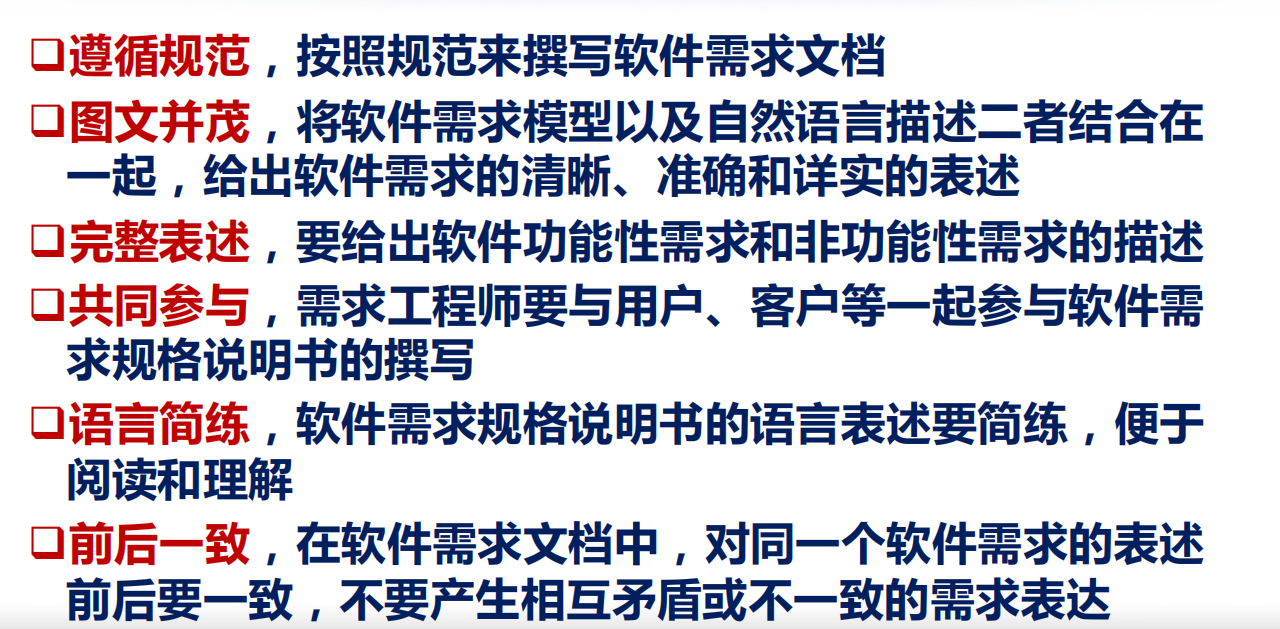 ❑遵循规范，按照规范来撰写软件需求文档
❑图文并茂，将软件需求模型以及自然语言描述二者结合在
一起，给出软件需求的清晰、准确和详实的表述
❑完整表述，要给出软件功能性需求和非功能性需求的描述
❑共同参与，需求工程师要与用户、客户等一起参与软件需
求规格说明书的撰写
❑语言简练，软件需求规格说明书的语言表述要简练，便于
阅读和理解
❑前后一致，在软件需求文档中，对同一个软件需求的表述
前后要一致，不要产生相互矛盾或不一致的需求表达